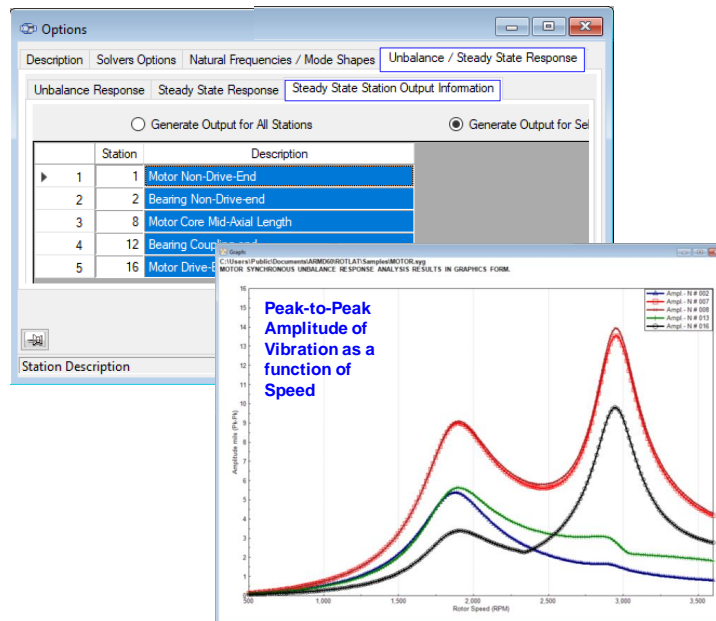 Options
Description Solvers Options Natural Frequencies / Mode Shapes Unbalance / Steady State Response
Unbalance Response Steady State Response Steady State Station Output Information
Generate Output for All Stations Generate Output for Sel
Station Description
1 1 Motor Non-Drive-End
2 2 Bearing Non-Drive-end
3 8 Motor Core Mid-Axial Length
4 12 Bearing Coupling-end
5 16 Motor Drive-E
Station Description
Graph:
C:\Users\Public\Documents\ARMD60\ROTLAT\Samples\MOTOR.syg
MOTOR SYNCHRONOUS UNBALANCE RESPONSE ANALYSIS RESULTS IN GRAPHICS FORM.
Peak-to-Peak
Amplitude of
Vibration as a
function of
Speed
Ampl.- N # 002
Ampl.- N # 007
Ampl.- N # 008
Ampl.- N # 013
Ampl.- N # 016
Amplitude mils (Pk-Pk)
16
15
14
13
12
11
10
9
8
7
6
5
4
3
2
1
500 1,000 1,500 2,000 2,500 3,000 3,500
Rotor Speed (RPM)